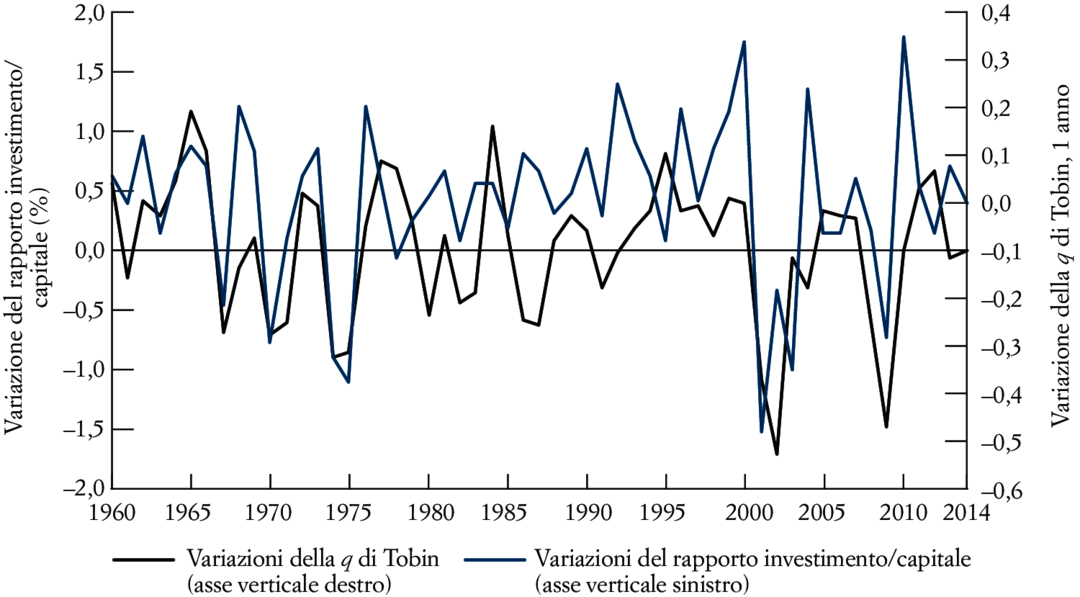 Variazione del rapporto investimento/
capitale (%)
2,0
1,5
1,0
0,5
0,0
–0,5
–1,0
–1,5
–2,0
0,4
0,3
0,2
0,1
0,0
–0,1
–0,2
–0,3
–0,4
–0,5
–0,6
Variazione della q di Tobin, 1 anno
1960 1965 1970 1975 1980 1985 1990 1995 2000 2005 2010 2014
Variazioni della q di Tobin
(asse verticale destro)
Variazioni del rapporto investimento/capitale
(asse verticale sinistro)